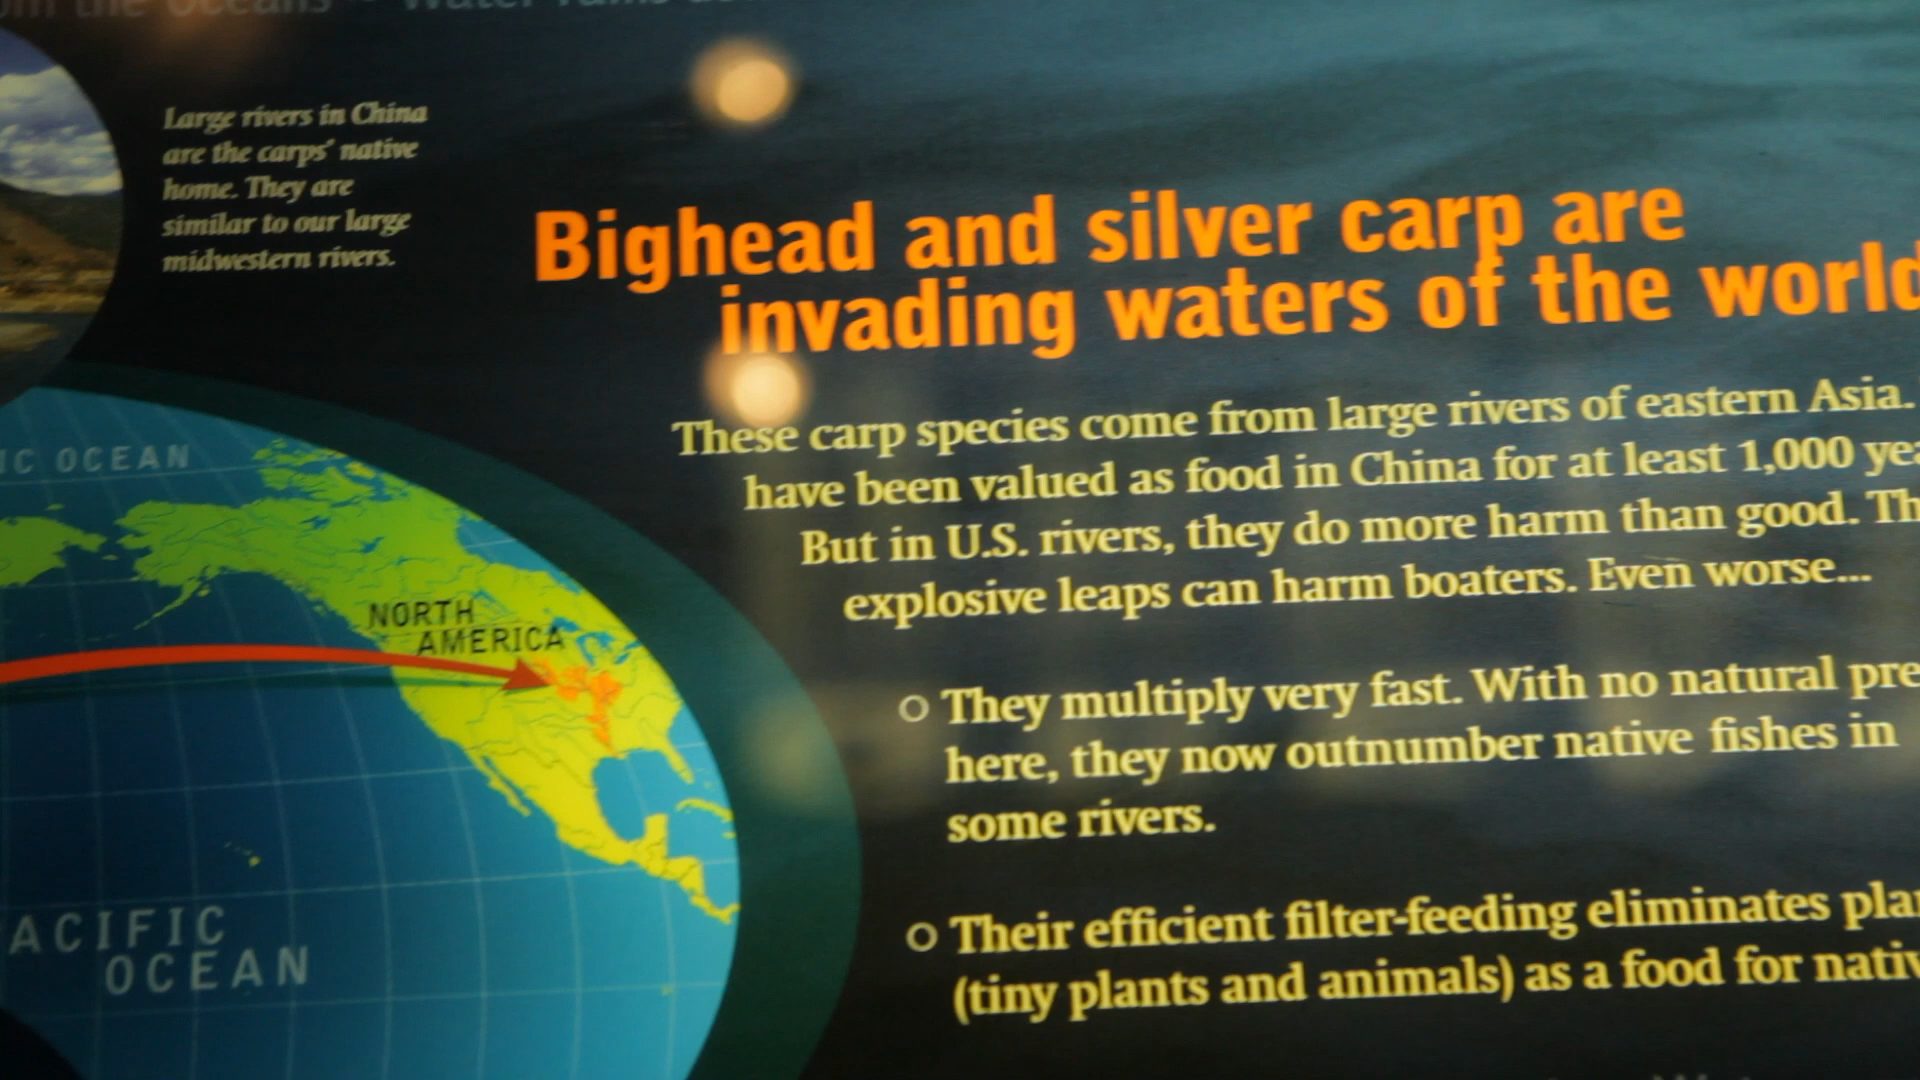 the Oceans
Large rivers in China
are the carps' native
home. They are
similar to our large
midwestern rivers.
Bighead and silver carp are
invading waters of the world
These carp species come from large rivers of eastern Asia.
have been valued as food in China for at least 1,000
But in U.S. rivers, they do more harm than good.
explosive leaps can harm boaters. Even worse...
They multiply very fast. With no natural
here, they now outnumber native fishes in
some rivers.
Their efficient filter-feeding eliminates
(tiny plants and animals) as a food for
OCEAN
NORTH
AMERICA
ACIFIC
OCEAN